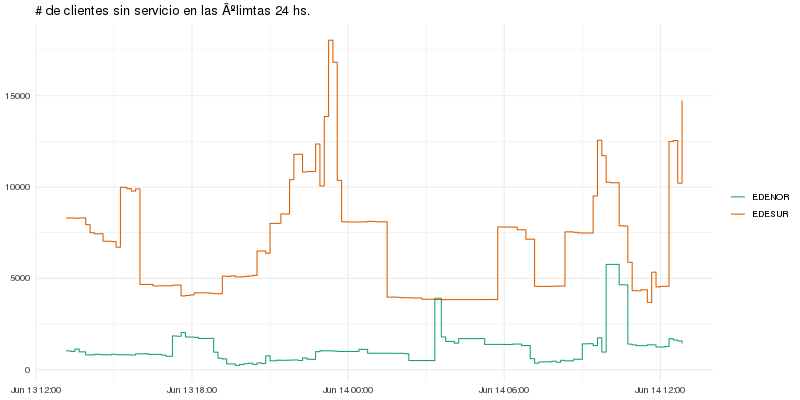 # de clientes sin servicio en las Ãºlimtas 24 hs.
15000
10000
5000
0
EDENOR
EDESUR
Jun 13 12:00
Jun 13 18:00
Jun 14 00:00
Jun 14 06:00
Jun 14 12:00